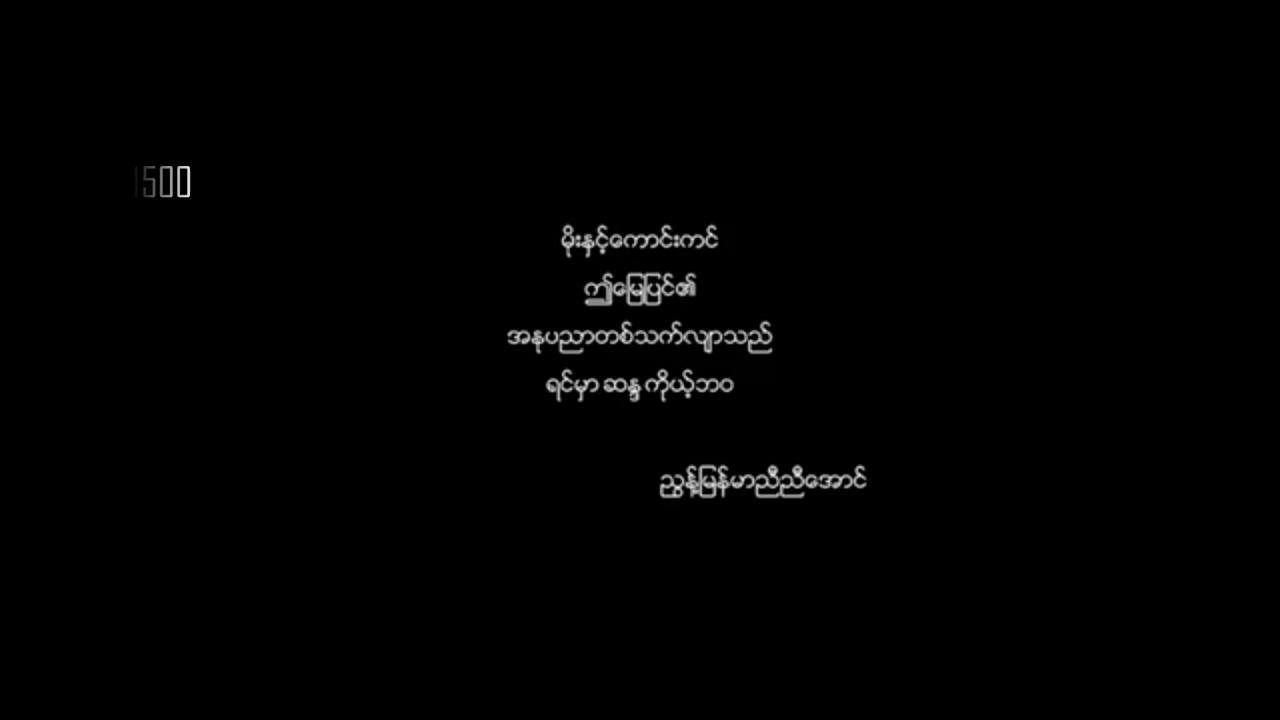 1500
မိုးနှင့်ကောင်းကင်
ဤမြေပြင်၏
အနုပညာတစ်သက်လျာသည်
ရင်မှာ ဆန္ဒ ကိုယ့်ဘဝ
ညွန့်မြန်မာညီညီအောင်